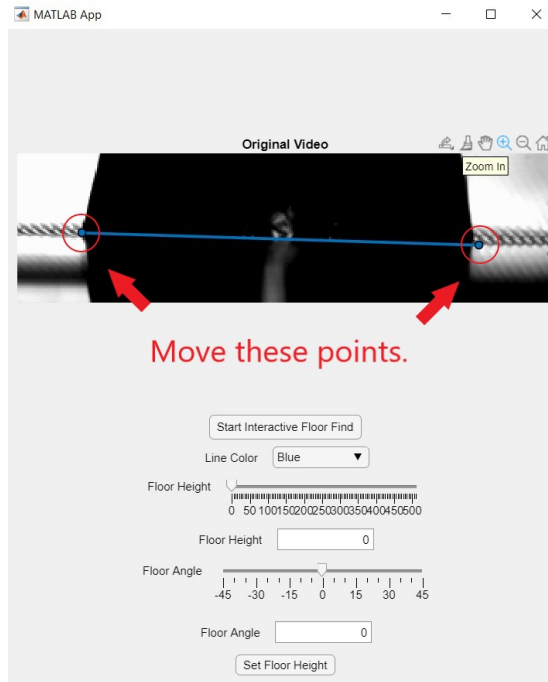 MATLAB App
Original Video
Zoom In
Move these points.
Start Interactive Floor Find
Line Color Blue
Floor Height
0 50 100150200250300350400450500
Floor Height 0
Floor Angle
-45 -30 -15 0 15 30 45
Floor Angle 0
Set Floor Height